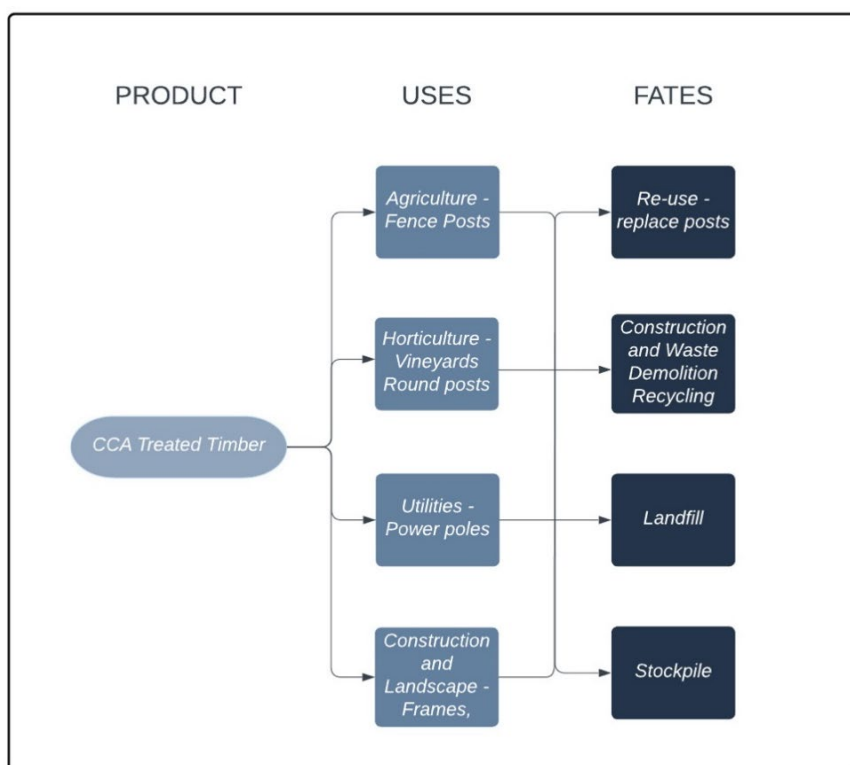 PRODUCT USES FATES
Agriculture -
Fence Posts
Re-use -
replace posts
Horticulture -
Vineyards
Round posts
Construction
and Waste
Demolition
Recycling
CCA Treated Timber
Utilities -
Power poles
Landfill
Construction
and
Landscape -
Frames,
Stockpile